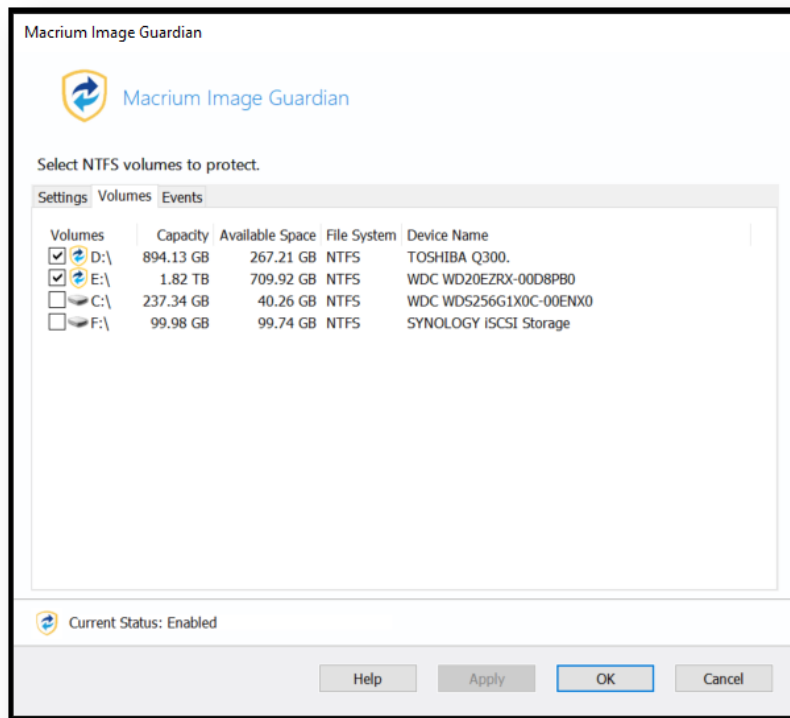 Macrium Image Guardian
Macrium Image Guardian
Select NTFS volumes to protect.
Settings Volumes Events
Volumes Capacity Available Space File System Device Name
D:\ 894.13 GB 267.21 GB NTFS TOSHIBA Q300.
E:\ 1.82 TB 709.92 GB NTFS WDC WD20EZRX-00D8PB0
C:\ 237.34 GB 40.26 GB NTFS WDC WDS256G1X0C-00ENX0
F:\ 99.98 GB 99.74 GB NTFS SYNOLOGY iSCSI Storage
Current Status: Enabled
Help Apply OK Cancel